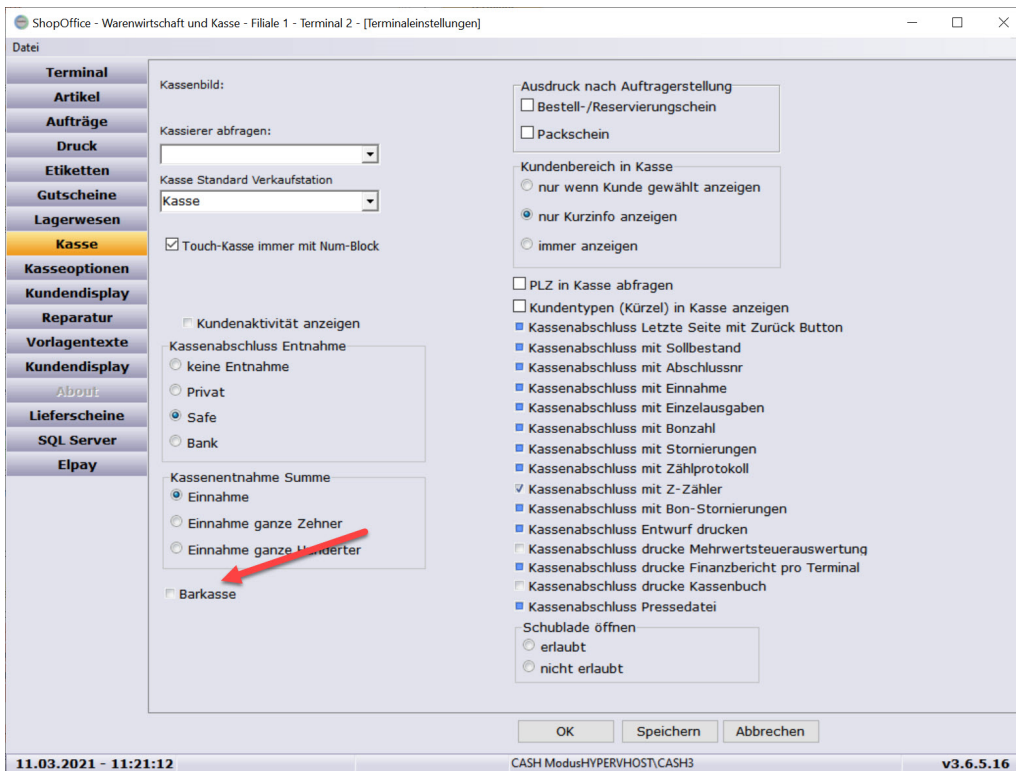 ShopOffice - Warenwirtschaft und Kasse - Filiale 1 - Terminal 2 - [Terminaleinstellungen]
Datei
Terminal
Artikel
Aufträge
Druck
Etiketten
Gutscheine
Lagerwesen
Kasse
Kasseoptionen
Kundendisplay
Reparatur
Vorlagentexte
Kundendisplay
About
Lieferscheine
SQL Server
Elpay
Kassenbild:
Kassierer abfragen:
Kasse Standard Verkaufstation
Kasse
Touch-Kasse immer mit Num-Block
Kundenaktivität anzeigen
Kassenabschluss Entnahme
keine Entnahme
Privat
Safe
Bank
Kassenentnahme Summe
Einnahme
Einnahme ganze Zehner
Einnahme ganze Hunderter
Barkasse
Ausdruck nach Auftragerstellung
Bestell-/Reservierungschein
Packschein
Kundenbereich in Kasse
nur wenn Kunde gewählt anzeigen
nur Kurzinfo anzeigen
immer anzeigen
PLZ in Kasse abfragen
Kundentypen (Kürzel) in Kasse anzeigen
Kassenabschluss Letzte Seite mit Zurück Button
Kassenabschluss mit Sollbestand
Kassenabschluss mit Abschlussnr
Kassenabschluss mit Einnahme
Kassenabschluss mit Einzelausgaben
Kassenabschluss mit Bonzahl
Kassenabschluss mit Stornierungen
Kassenabschluss mit Zählprotokoll
Kassenabschluss mit Z-Zähler
Kassenabschluss mit Bon-Stornierungen
Kassenabschluss Entwurf drucken
Kassenabschluss drucke Mehrwertsteuerauswertung
Kassenabschluss drucke Finanzbericht pro Terminal
Kassenabschluss drucke Kassenbuch
Kassenabschluss Pressedatei
Schublade öffnen
erlaubt
nicht erlaubt
OK Speichern Abbrechen
11.03.2021 - 11:21:12 CASH ModusHYPERVHOST\CASH3 v3.6.5.16